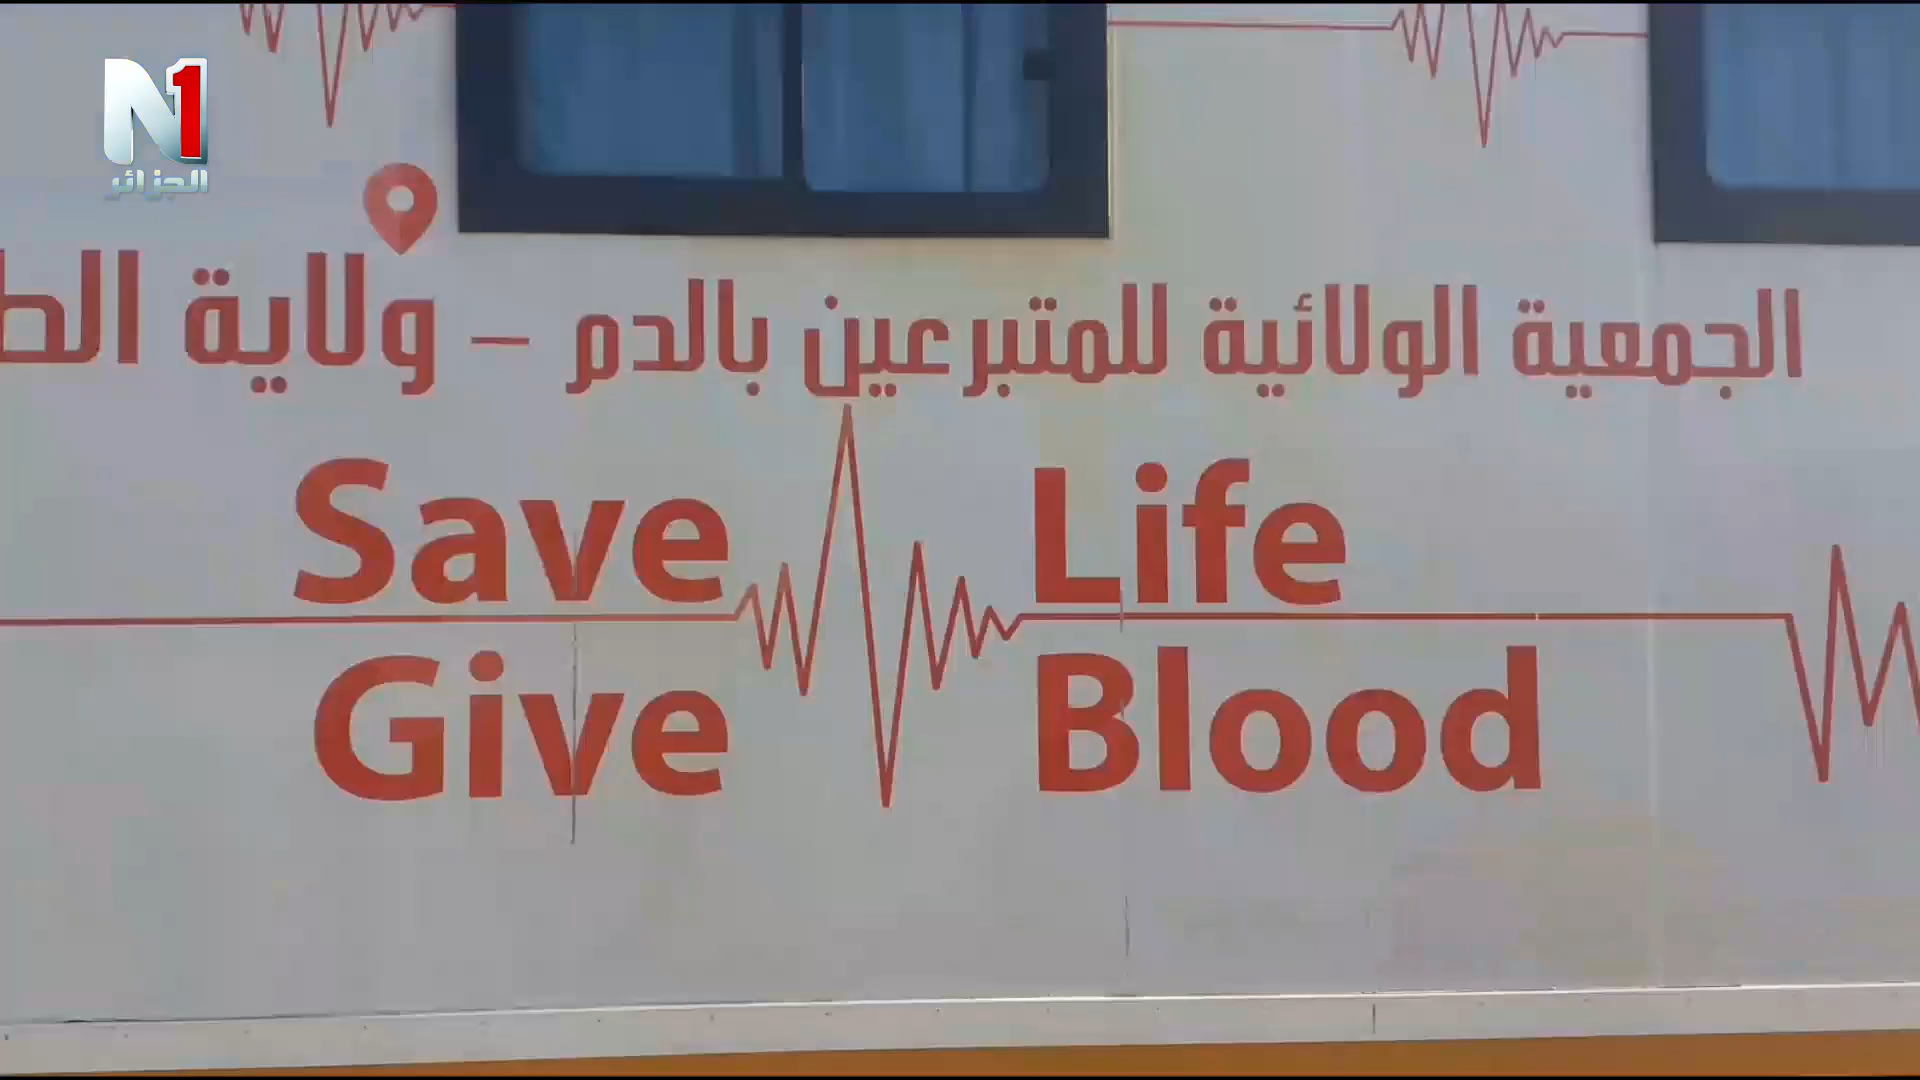 N1
الجزائر
الجمعية الولائية للمتبرعين بالدم – ولاية
Save Life
Give Blood